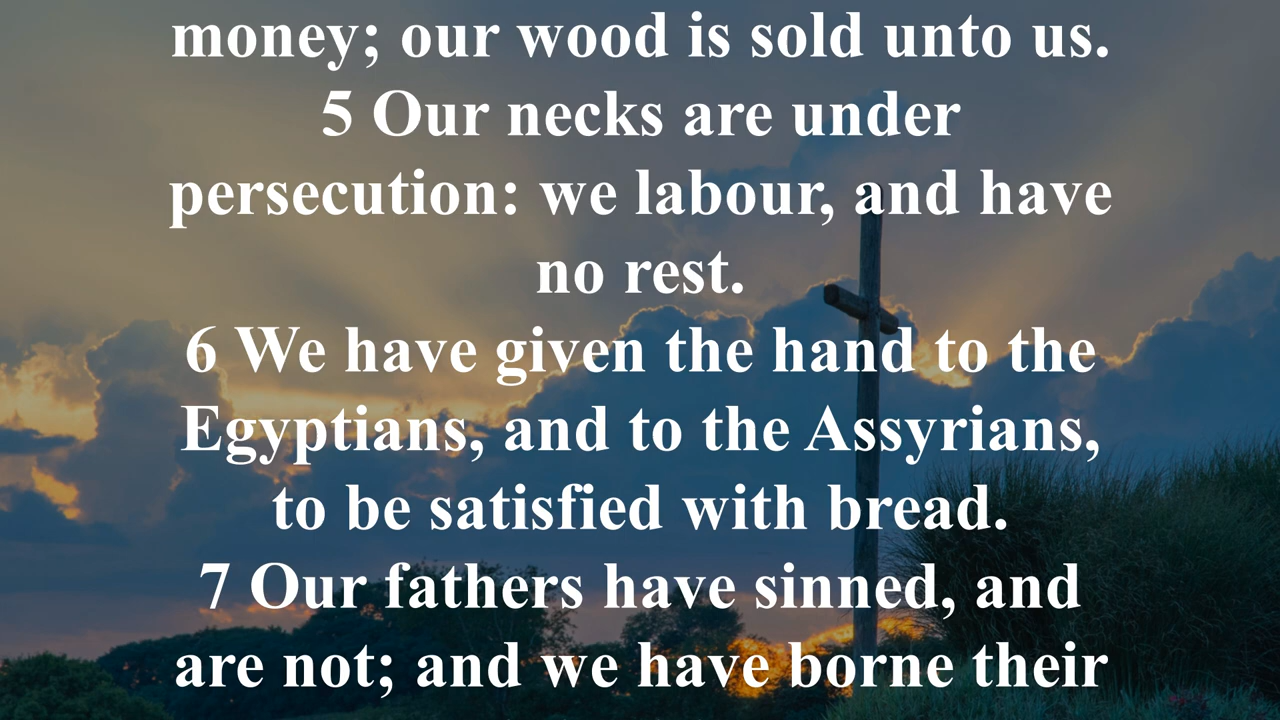 money; our wood is sold unto us.
5 Our necks are under
persecution: we labour, and have
no rest.
6 We have given the hand to the
Egyptians, and to the Assyrians,
to be satisfied with bread.
7 Our fathers have sinned, and
are not; and we have borne their